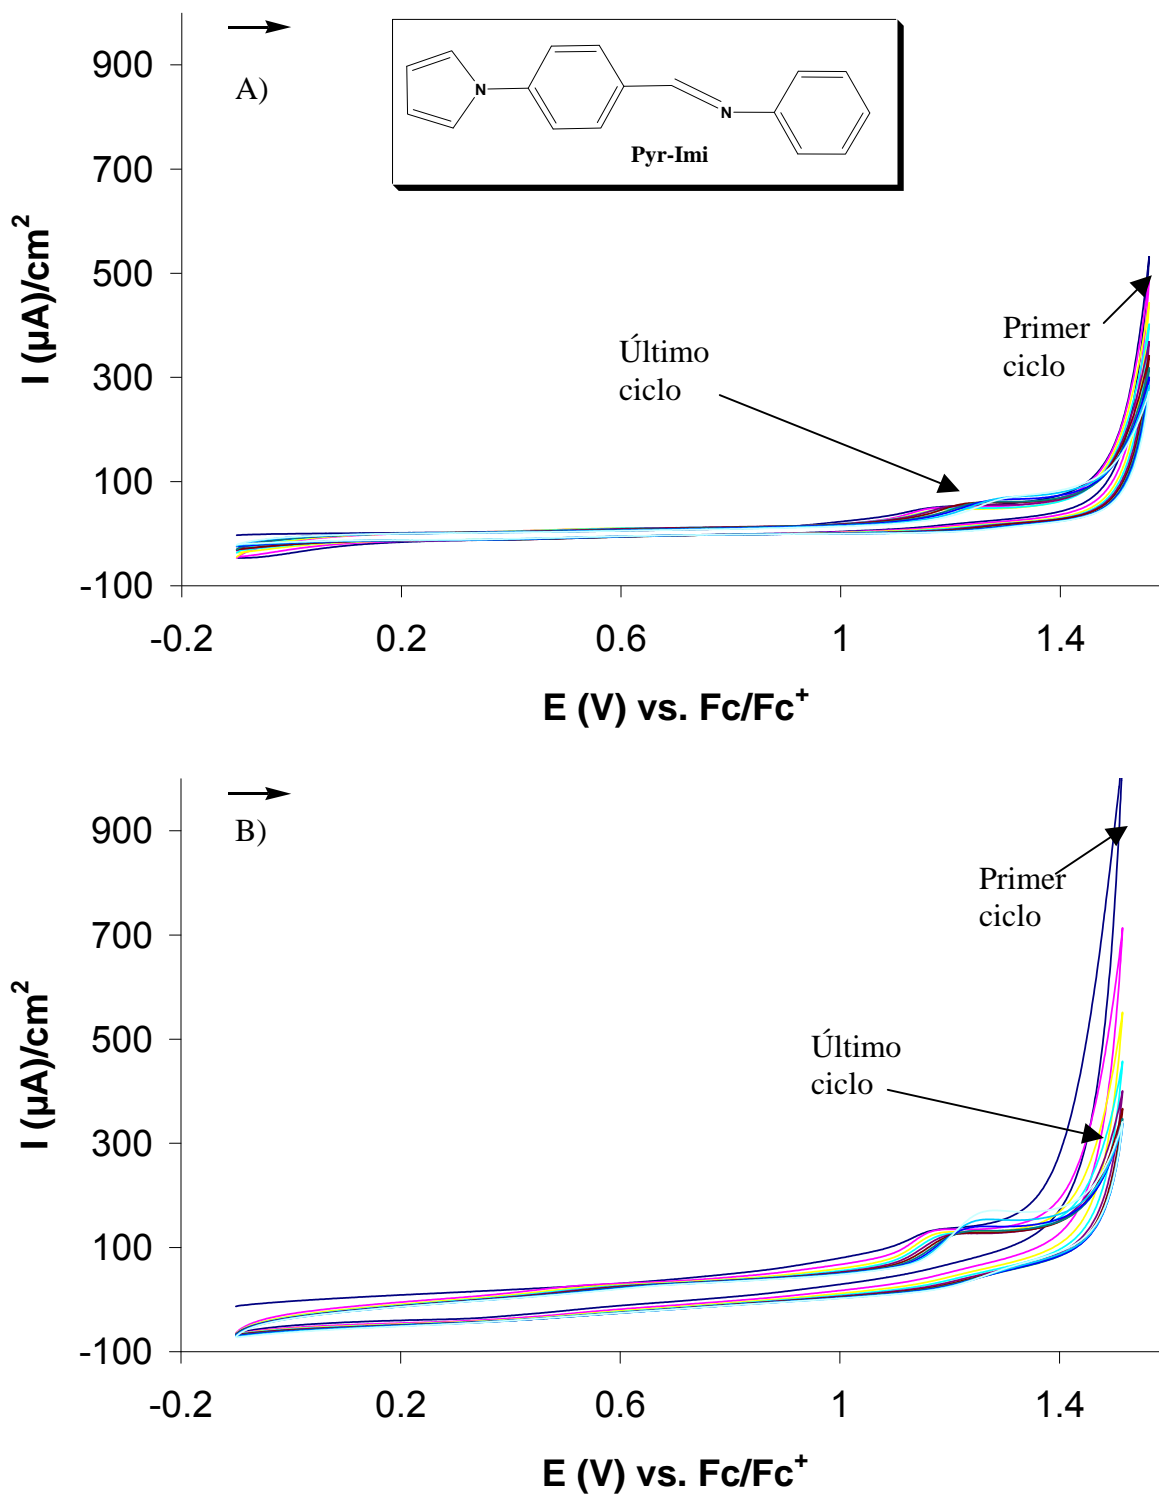 A)
N
N
Pyr-Imi
900
700
500
300
100
-100
I (µA)/cm²
Primer
ciclo
Último
ciclo
-0.2
0.2
0.6
1
1.4
E (V) vs. Fc/Fc⁺
B)
900
700
500
300
100
-100
I (µA)/cm²
Primer
ciclo
Último
ciclo
-0.2
0.2
0.6
1
1.4
E (V) vs. Fc/Fc⁺